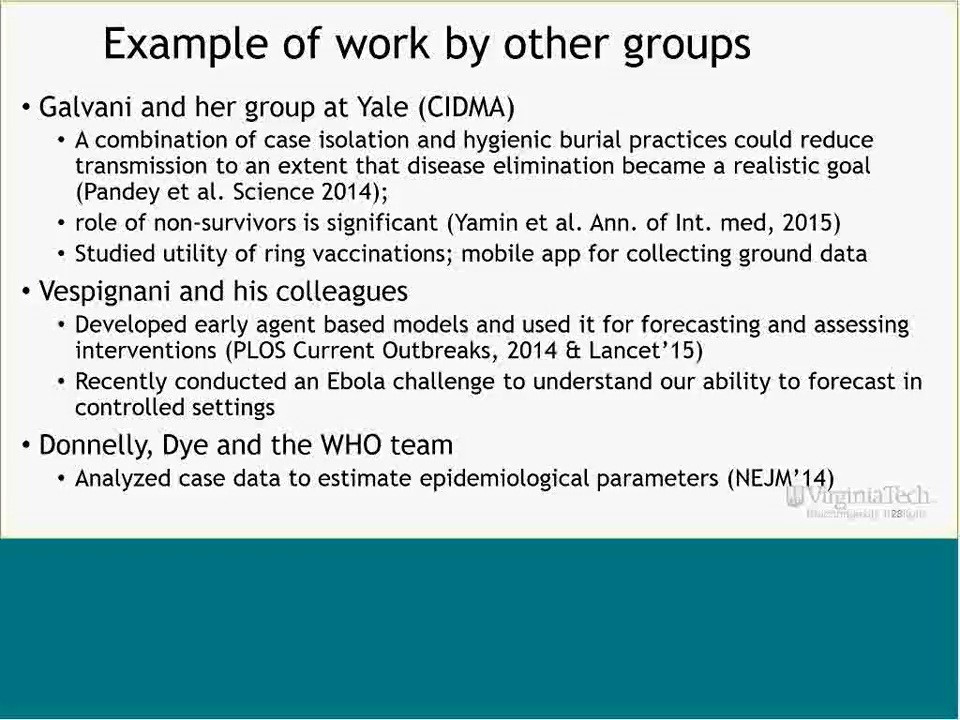 Example of work by other groups
• Galvani and her group at Yale (CIDMA)
• A combination of case isolation and hygienic burial practices could reduce
transmission to an extent that disease elimination became a realistic goal
(Pandey et al. Science 2014);
• role of non-survivors is significant (Yamin et al. Ann. of Int. med, 2015)
• Studied utility of ring vaccinations; mobile app for collecting ground data
• Vespignani and his colleagues
• Developed early agent based models and used it for forecasting and assessing
interventions (PLOS Current Outbreaks, 2014 & Lancet’15)
• Recently conducted an Ebola challenge to understand our ability to forecast in
controlled settings
• Donnelly, Dye and the WHO team
• Analyzed case data to estimate epidemiological parameters (NEJM’14)
VirginiaTech
28